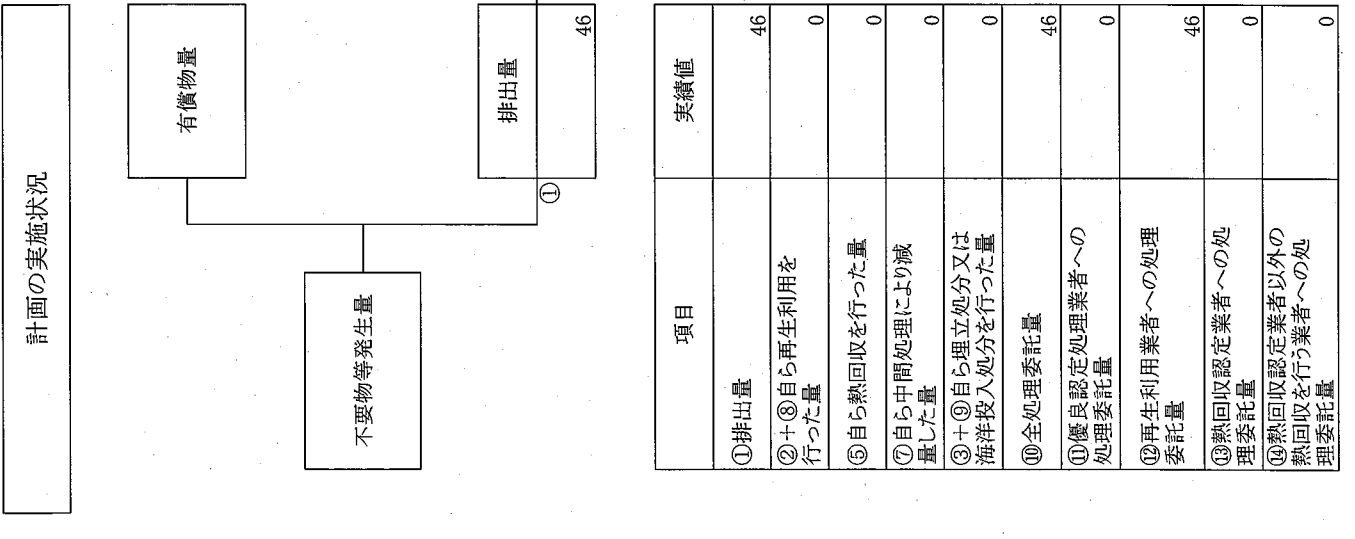 計画の実施状況
有償物量
不要物等発生量
①
排出量
46
項目
実績値
①排出量
46
②+⑧自ら再生利用を
行った量
0
⑤自ら熱回収を行った量
0
⑦自ら中間処理により減
量した量
0
③+⑨自ら埋立処分又は
海洋投入処分を行った量
0
⑩全処理委託量
46
⑪優良認定処理業者への
処理委託量
0
⑫再生利用業者への処理
委託量
46
⑬熱回収認定業者への処
理委託量
0
⑭熱回収認定業者以外の
熱回収を行う業者への処
理委託量
0